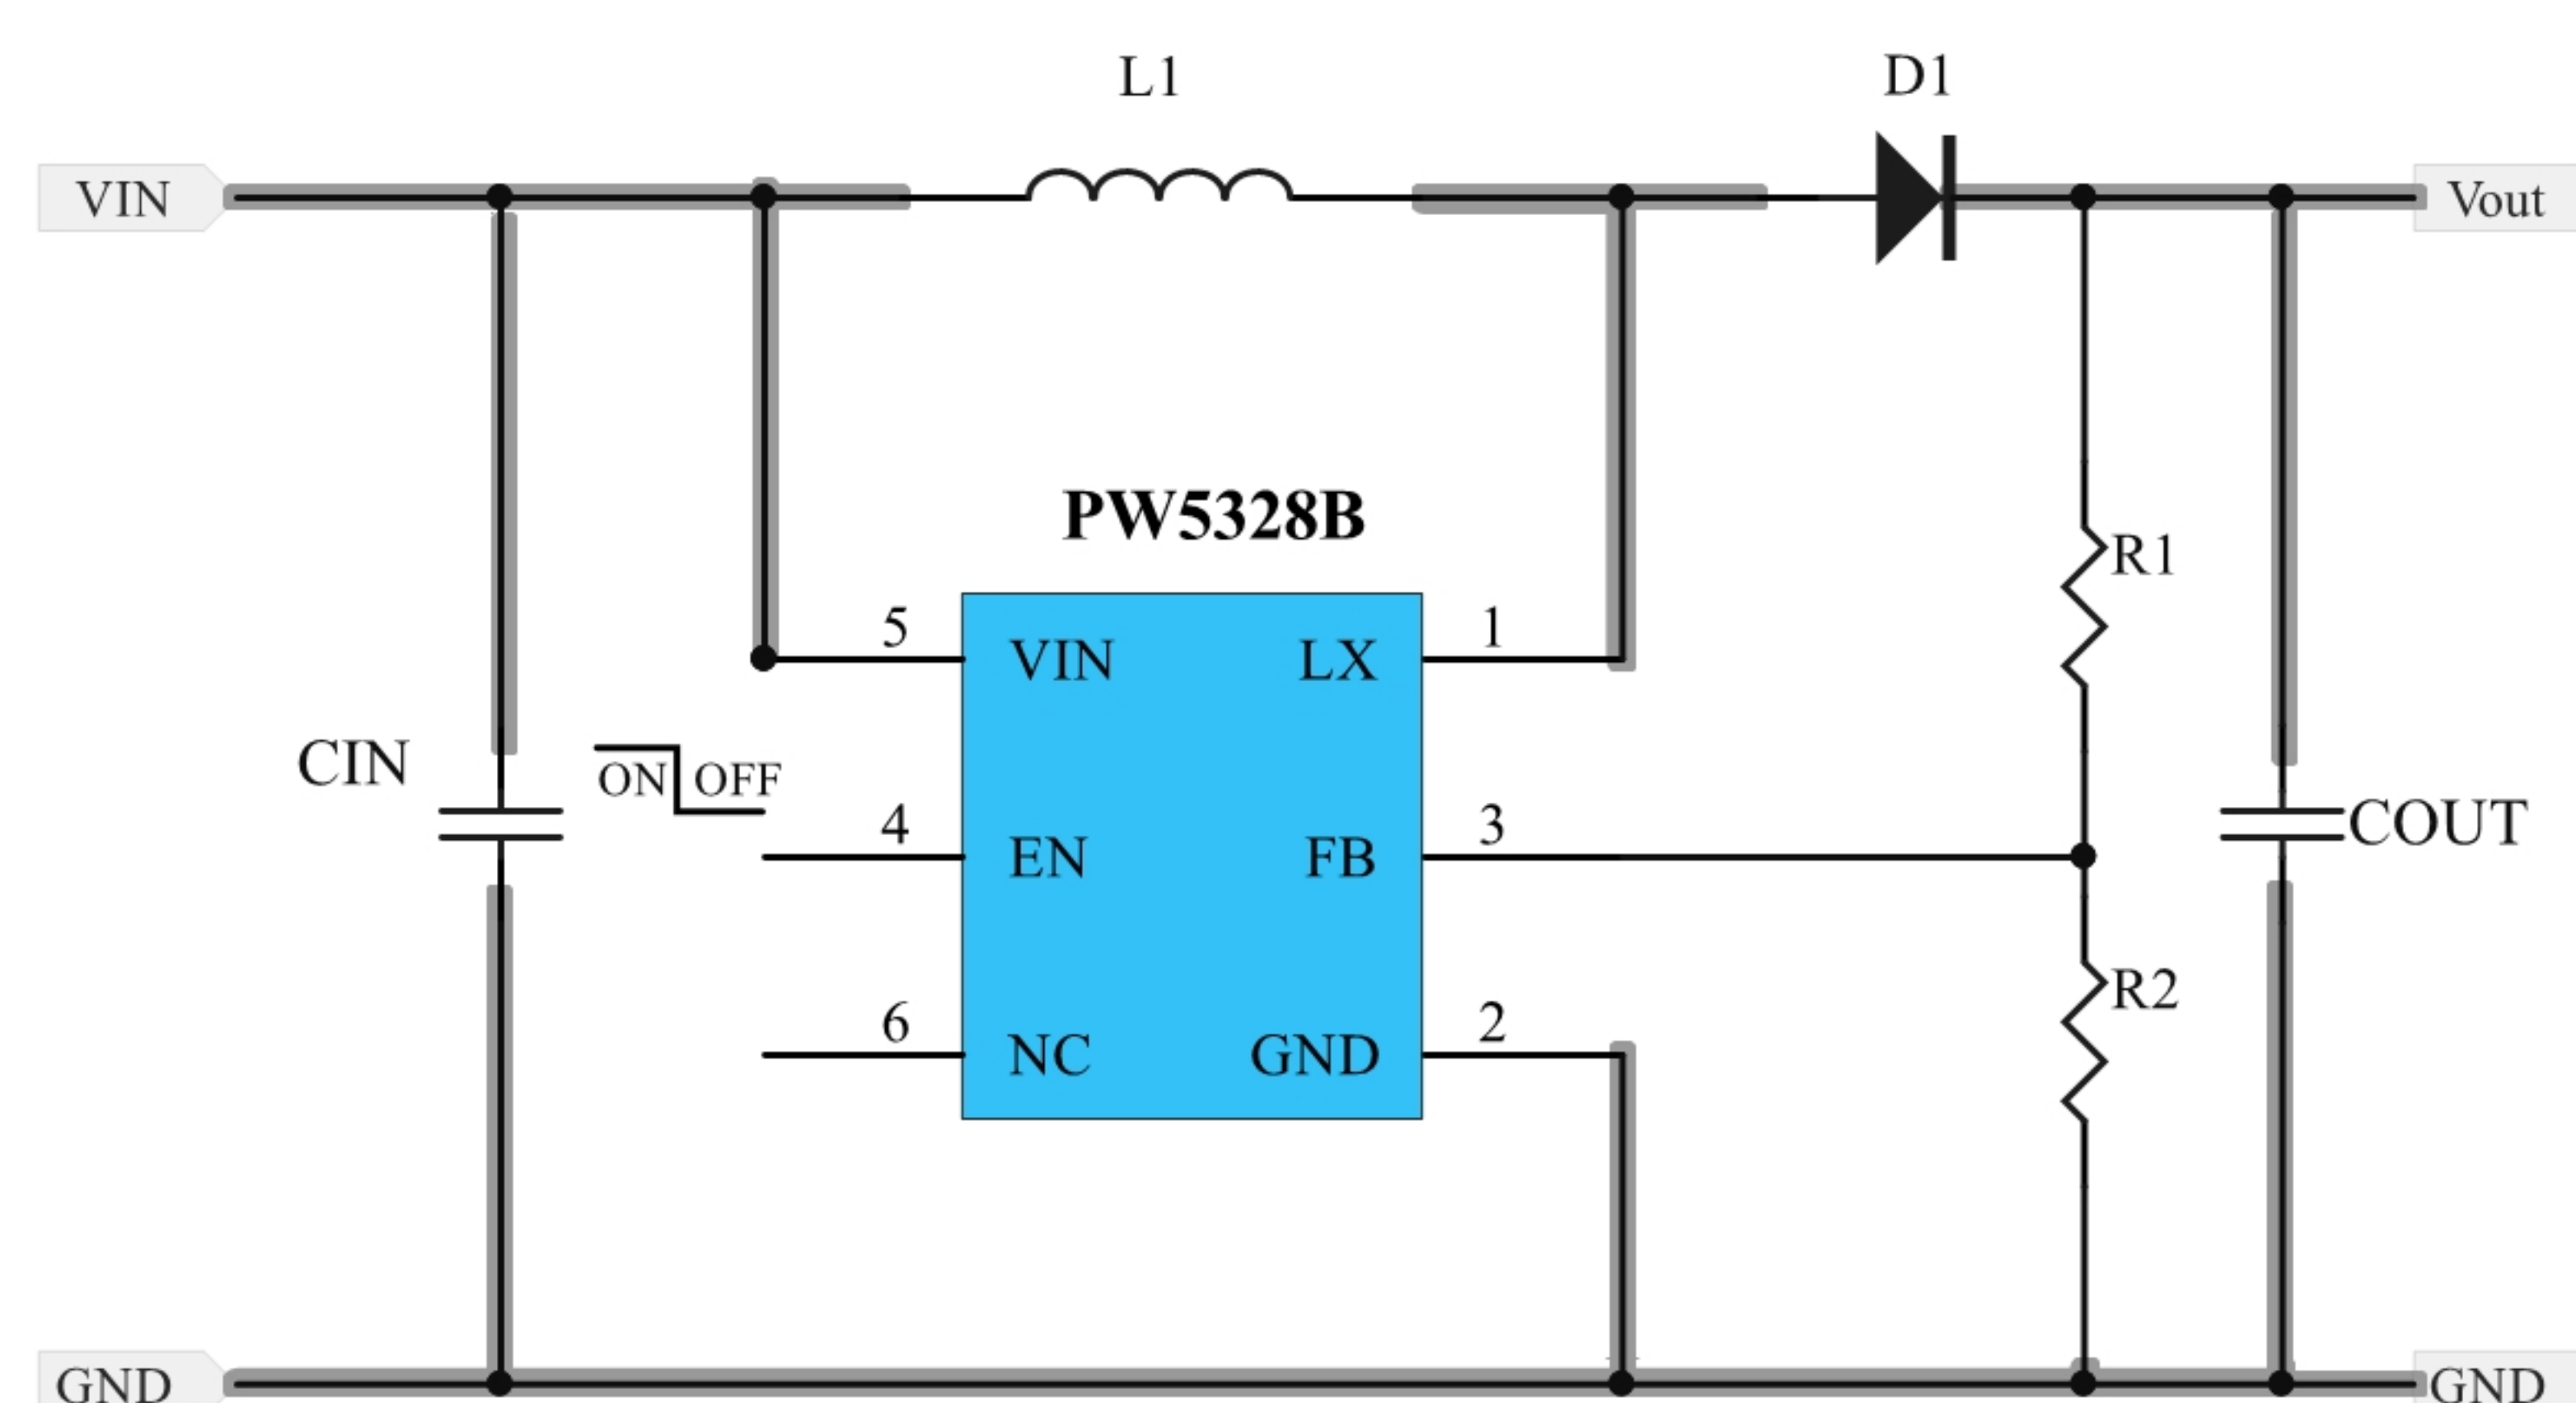 L1
D1
VIN
Vout
PW5328B
R1
5
1
VIN
LX
CIN
ON
OFF
4
3
COUT
EN
FB
6
2
R2
NC
GND
GND
GND